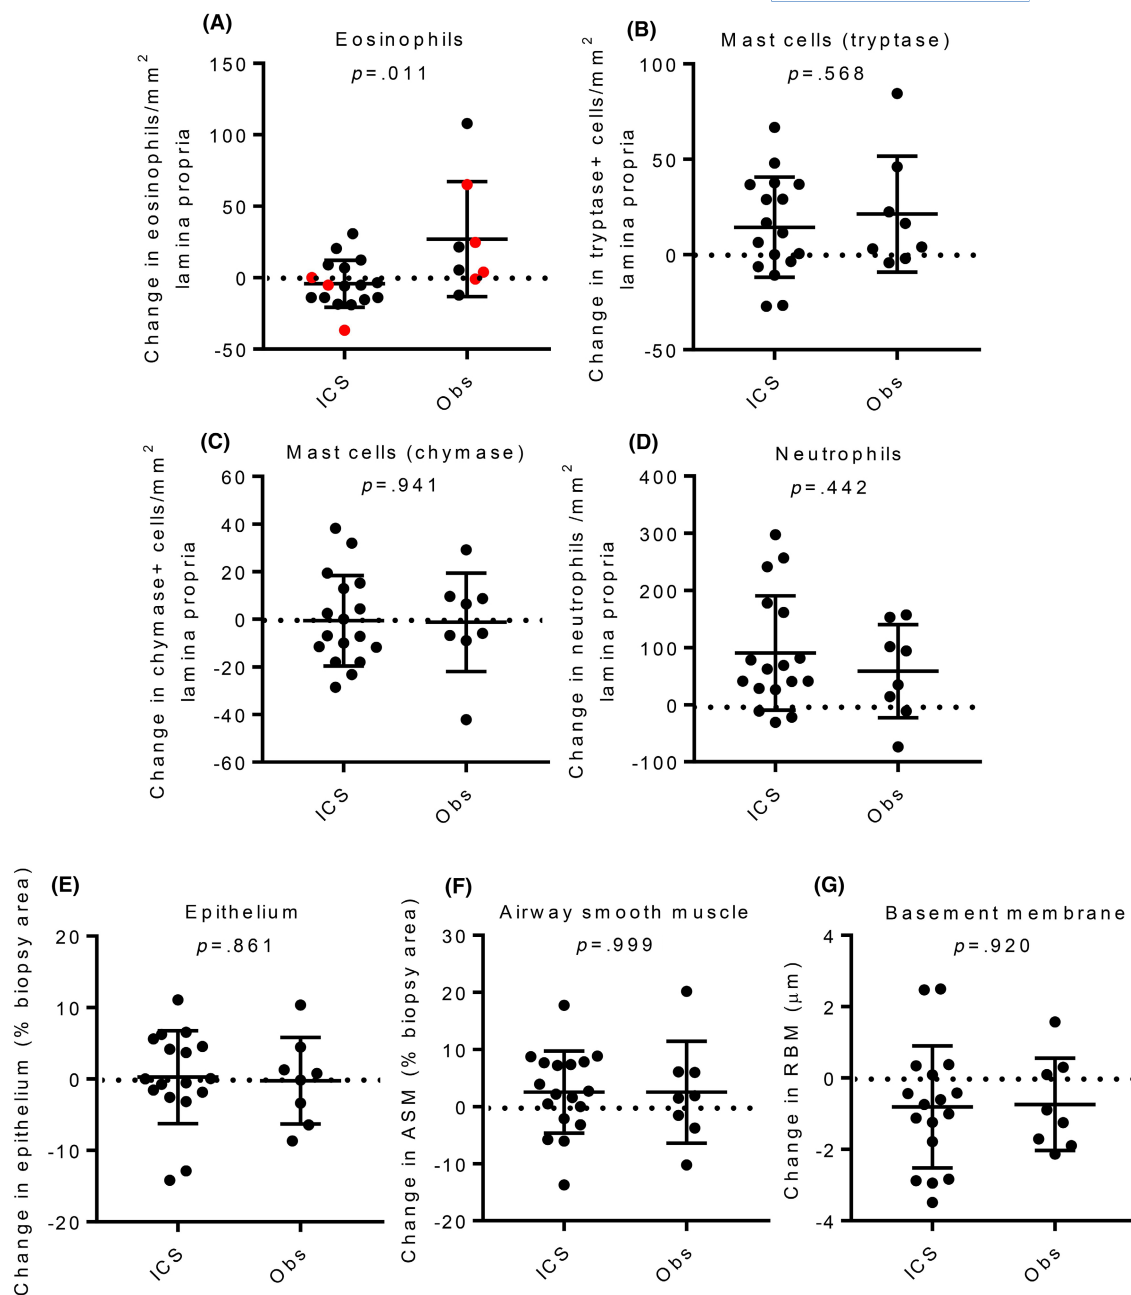 (A)
Eosinophils
p=.011
Change in eosinophils/mm2
lamina propria
150
100
50
0
-50
ICS
Obs
(B)
Mast cells (tryptase)
p=.568
Change in tryptase+ cells/mm2
lamina propria
100
50
0
-50
ICS
Obs
(C)
Mast cells (chymase)
p=.941
Change in chymase+ cells/mm2
lamina propria
60
40
20
0
-20
-40
-60
ICS
Obs
(D)
Neutrophils
p=.442
Change in neutrophils /mm2
lamina propria
400
300
200
100
0
-100
ICS
Obs
(E)
Epithelium
p=.861
Change in epithelium (% biopsy area)
20
10
0
-10
-20
ICS
Obs
(F)
Airway smooth muscle
p=.999
Change in ASM (% biopsy area)
30
20
10
0
-10
-20
ICS
Obs
(G)
Basement membrane
p=.920
Change in RBM (μm)
4
2
0
-2
-4
ICS
Obs